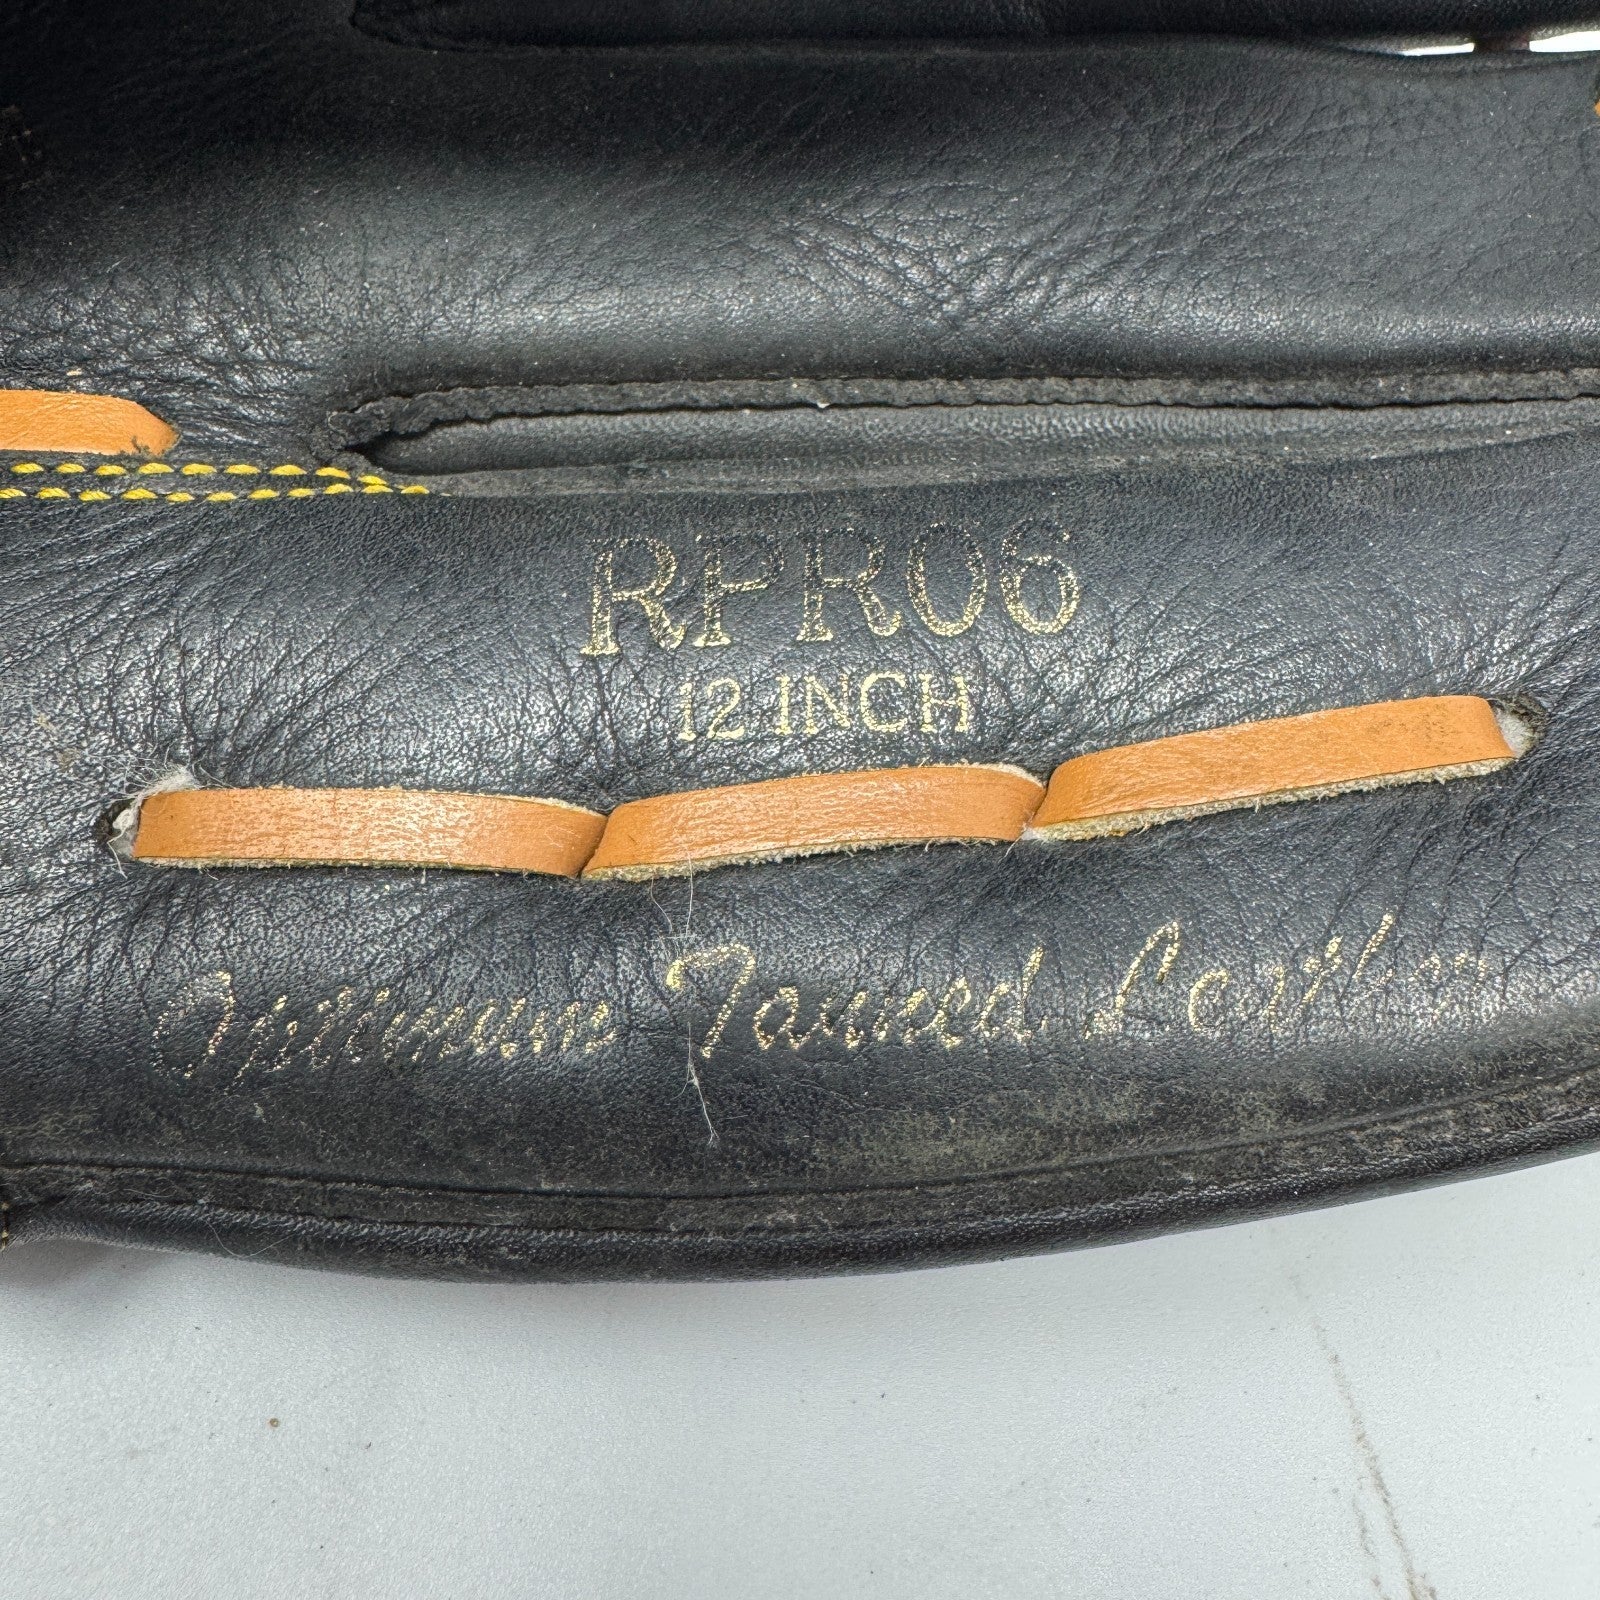 RPR06
12 INCH
Optimum Tanned Leather